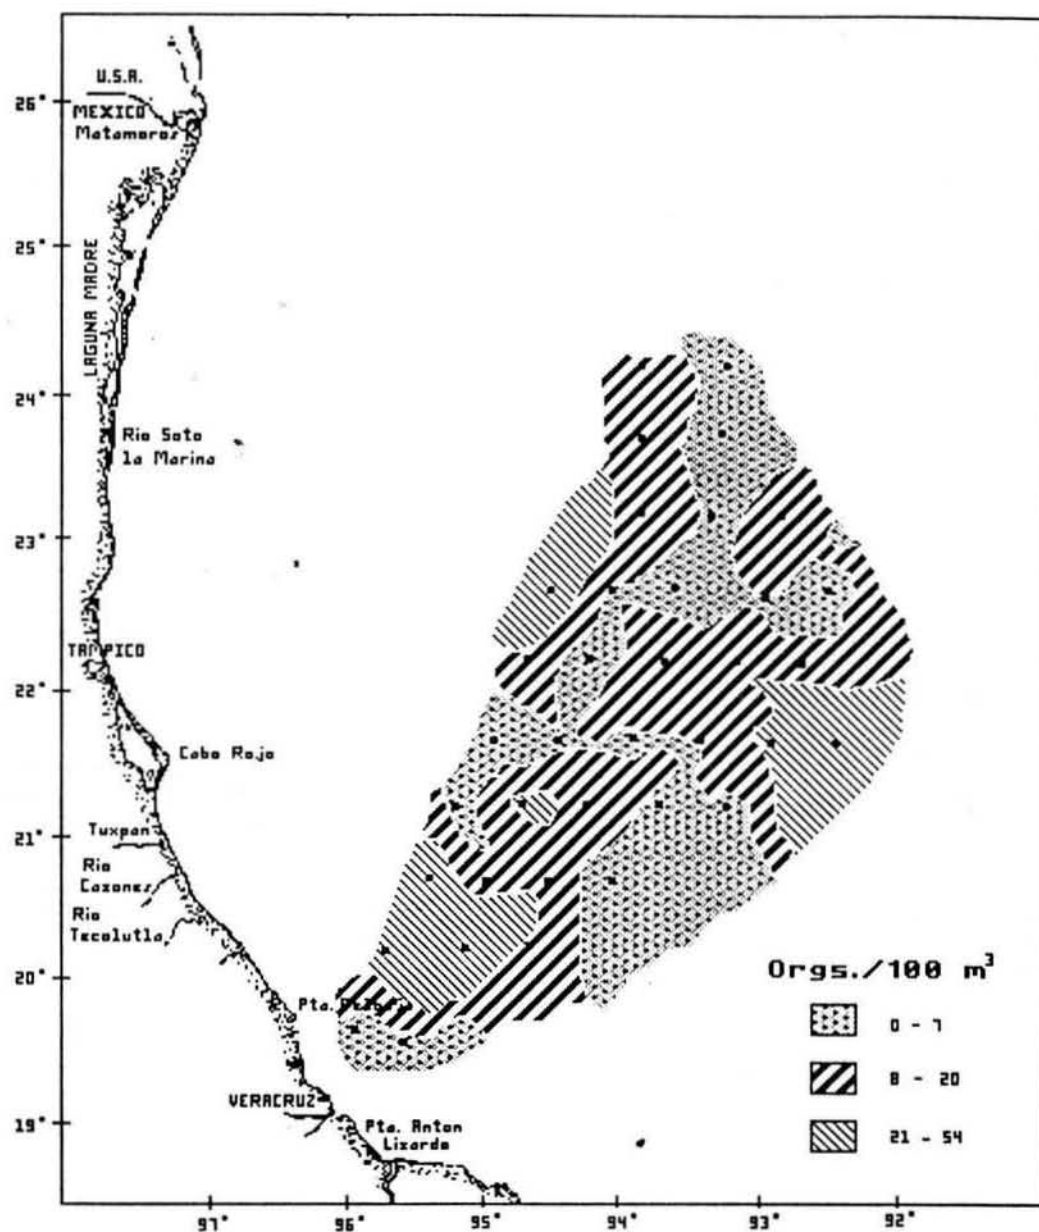 U.S.A.
26°
MEXICO
Matamoros
25°
LAGUNA MADRE
24°
Rio Soto
la Marina
23°
TAMPICO
22°
Cabo Rojo
21°
Tuxpan
Rio
Cazones
Rio
Tecolutla
20°
Pta.
19°
VERACRUZ
Pta. Anton
Lizardo
Orgs./100 m³
0 - 7
8 - 20
21 - 54
97°
96°
95°
94°
93°
92°